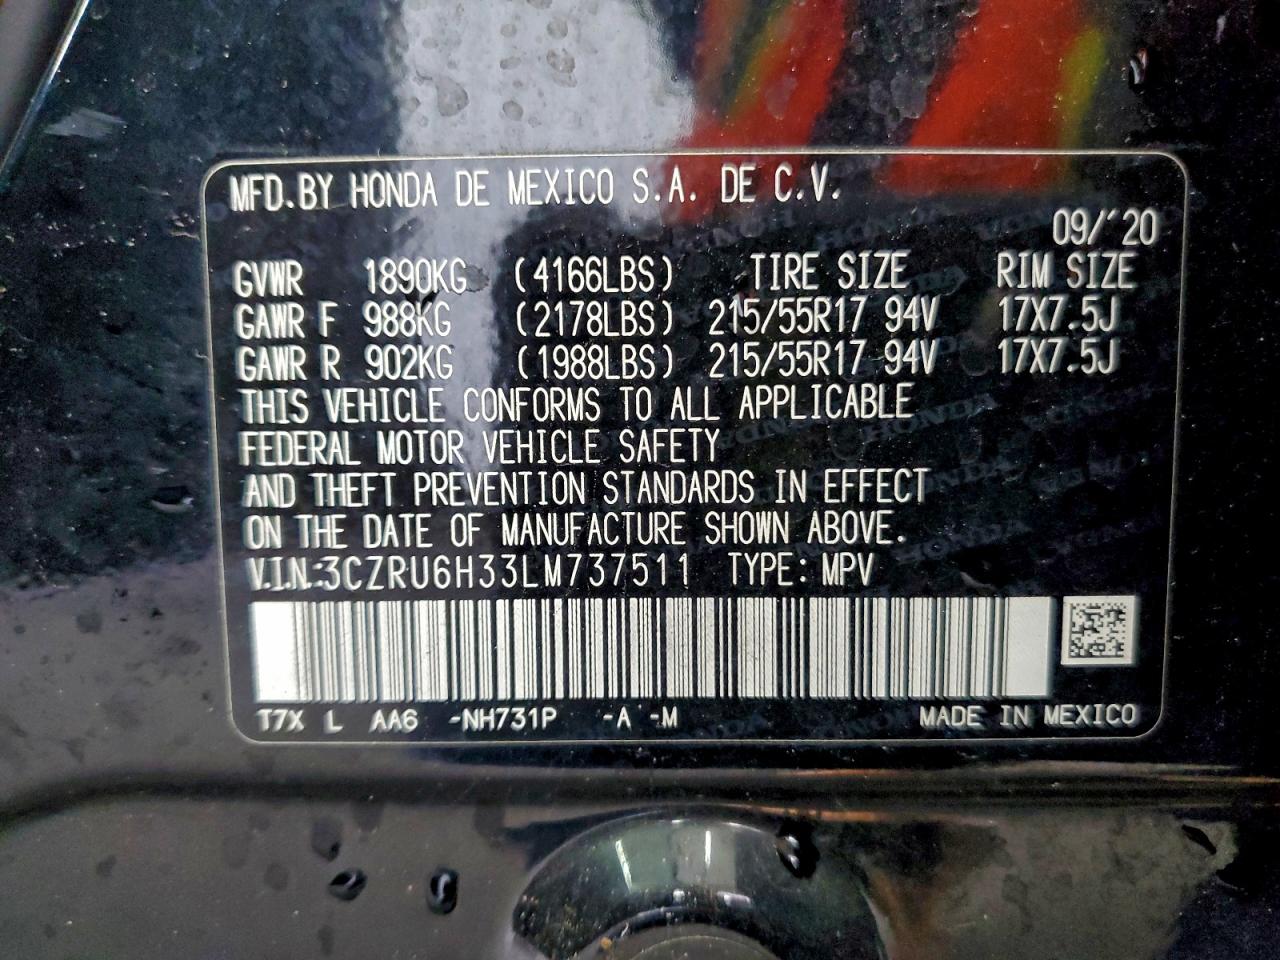 MFD.BY HONDA DE MEXICO S.A. DE C.V.
09/'20
GVWR 1890KG (4166LBS) TIRE SIZE RIM SIZE
GAWR F 988KG (2178LBS) 215/55R17 94V 17X7.5J
GAWR R 902KG (1988LBS) 215/55R17 94V 17X7.5J
THIS VEHICLE CONFORMS TO ALL APPLICABLE
FEDERAL MOTOR VEHICLE SAFETY
AND THEFT PREVENTION STANDARDS IN EFFECT
ON THE DATE OF MANUFACTURE SHOWN ABOVE.
V.I.N.:3CZRU6H33LM737511 TYPE: MPV
T7X L AA6 -NH731P -A -M MADE IN MEXICO